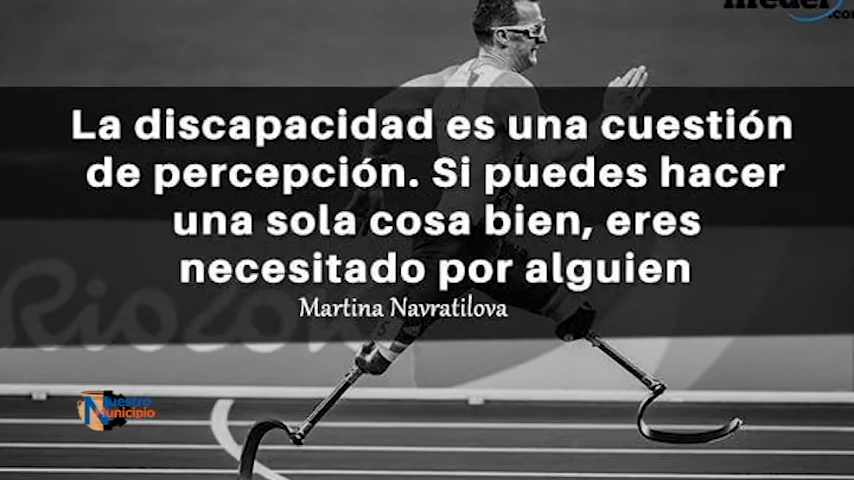 La discapacidad es una cuestión
de percepción. Si puedes hacer
una sola cosa bien, eres
necesitado por alguien
Martina Navratilova
Nuestro
Municipio